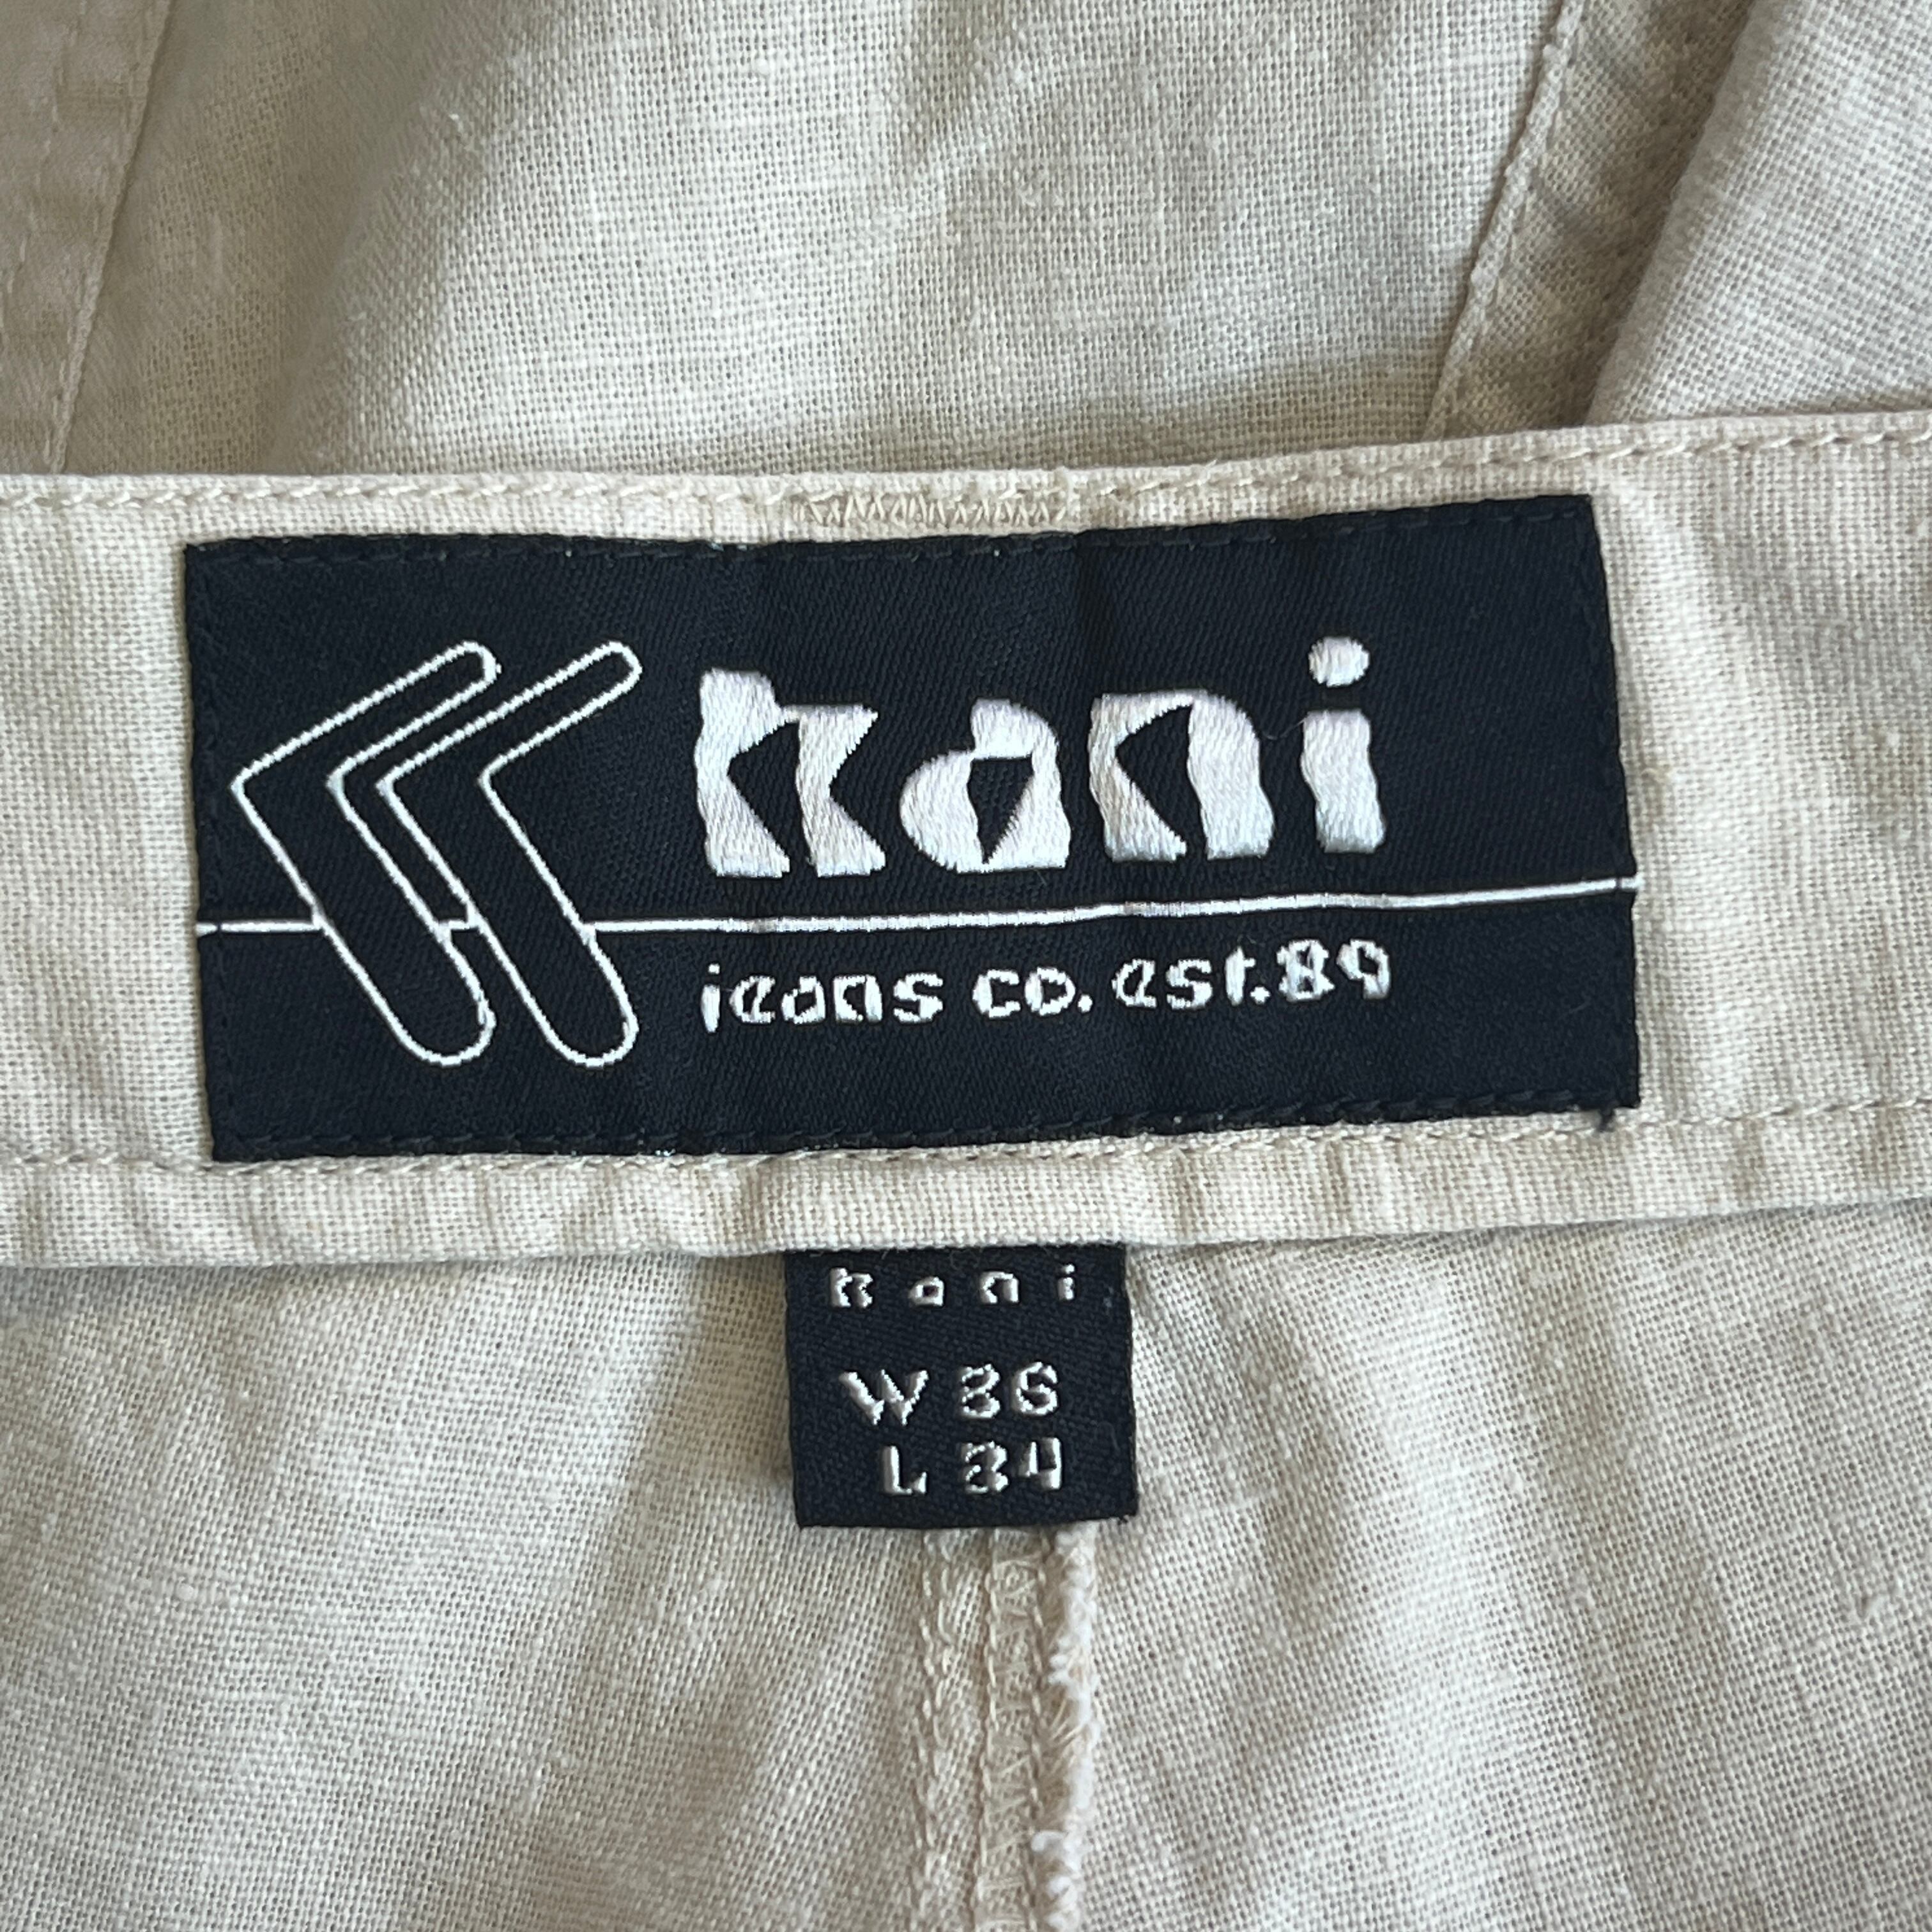 kani
jeans co. est.89
kani
W 36
L 34